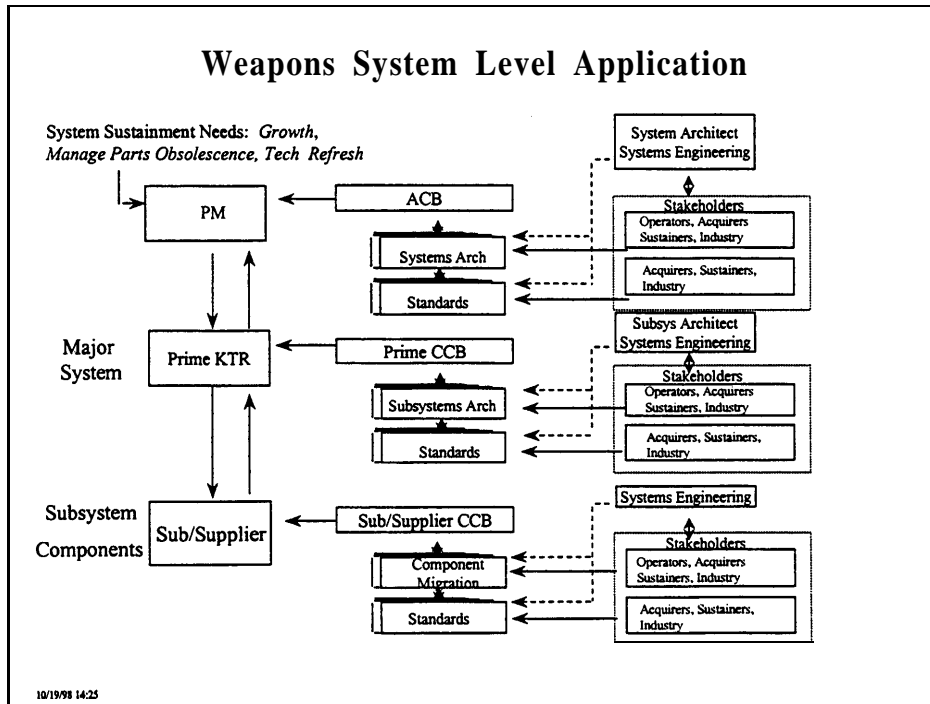 Weapons System Level Application
System Sustainment Needs: Growth,
Manage Parts Obsolescence, Tech Refresh
PM
ACB
Systems Arch
Standards
System Architect
Systems Engineering
Stakeholders
Operators, Acquirers
Sustainers, Industry
Acquirers, Sustainers,
Industry
Major
System
Prime KTR
Prime CCB
Subsystems Arch
Standards
Subsys Architect
Systems Engineering
Stakeholders
Operators, Acquirers
Sustainers, Industry
Acquirers, Sustainers,
Industry
Subsystem
Components
Sub/Supplier
Sub/Supplier CCB
Component
Migration
Standards
Systems Engineering
Stakeholders
Operators, Acquirers
Sustainers, Industry
Acquirers, Sustainers,
Industry
10/19/98 14:25